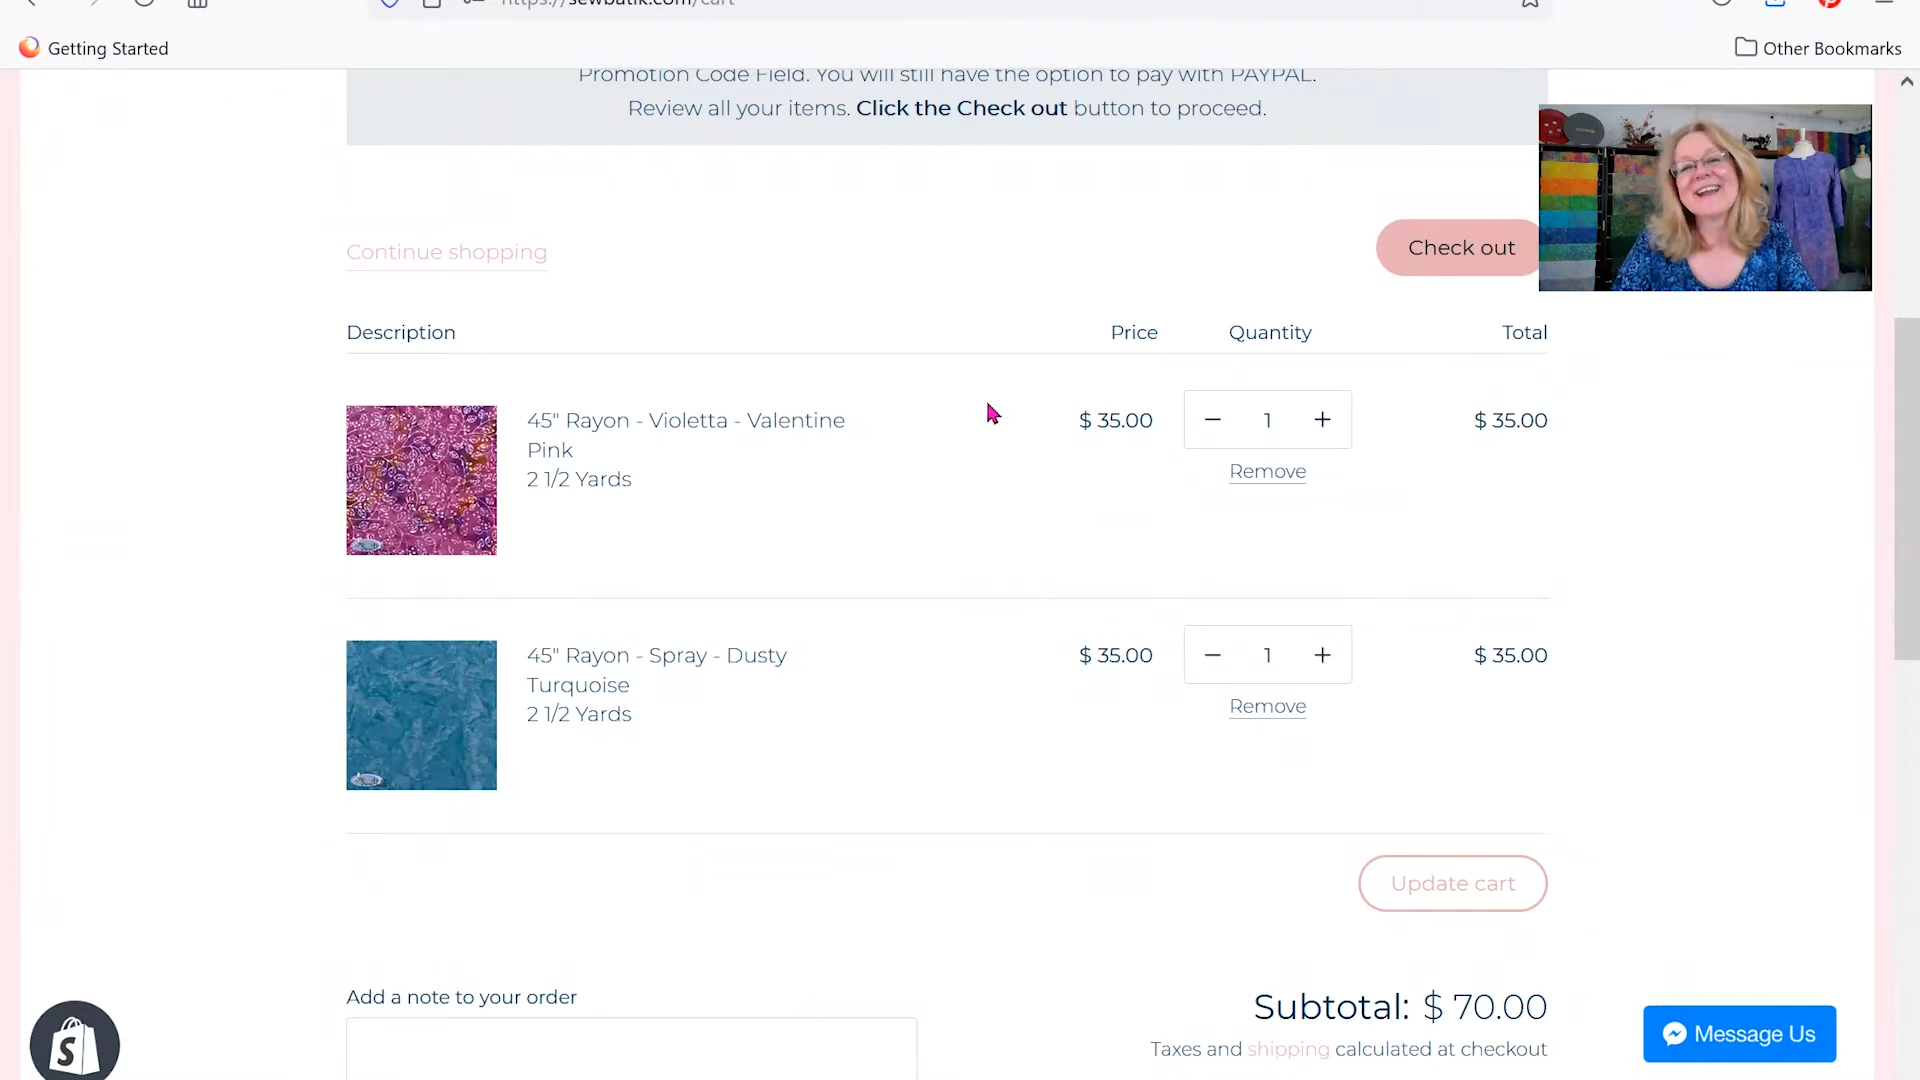 https://sewbatik.com/cart
Getting Started
Other Bookmarks
Promotion Code Field. You will still have the option to pay with PAYPAL.
Review all your items. Click the Check out button to proceed.
Continue shopping
Check out
Description Price Quantity Total
45" Rayon - Violetta - Valentine $ 35.00 − 1 + $ 35.00
Pink
2 1/2 Yards
Remove
45" Rayon - Spray - Dusty $ 35.00 − 1 + $ 35.00
Turquoise
2 1/2 Yards
Remove
Update cart
Add a note to your order
Subtotal: $ 70.00
Taxes and shipping calculated at checkout
Message Us